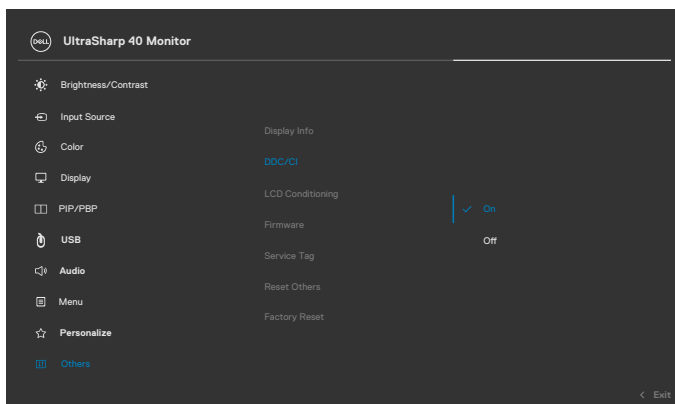 DELL UltraSharp 40 Monitor
Brightness/Contrast
Input Source
Color
Display
PIP/PBP
USB
Audio
Menu
Personalize
Others
Display Info
DDC/CI
LCD Conditioning
Firmware
Service Tag
Reset Others
Factory Reset
On
Off
Exit